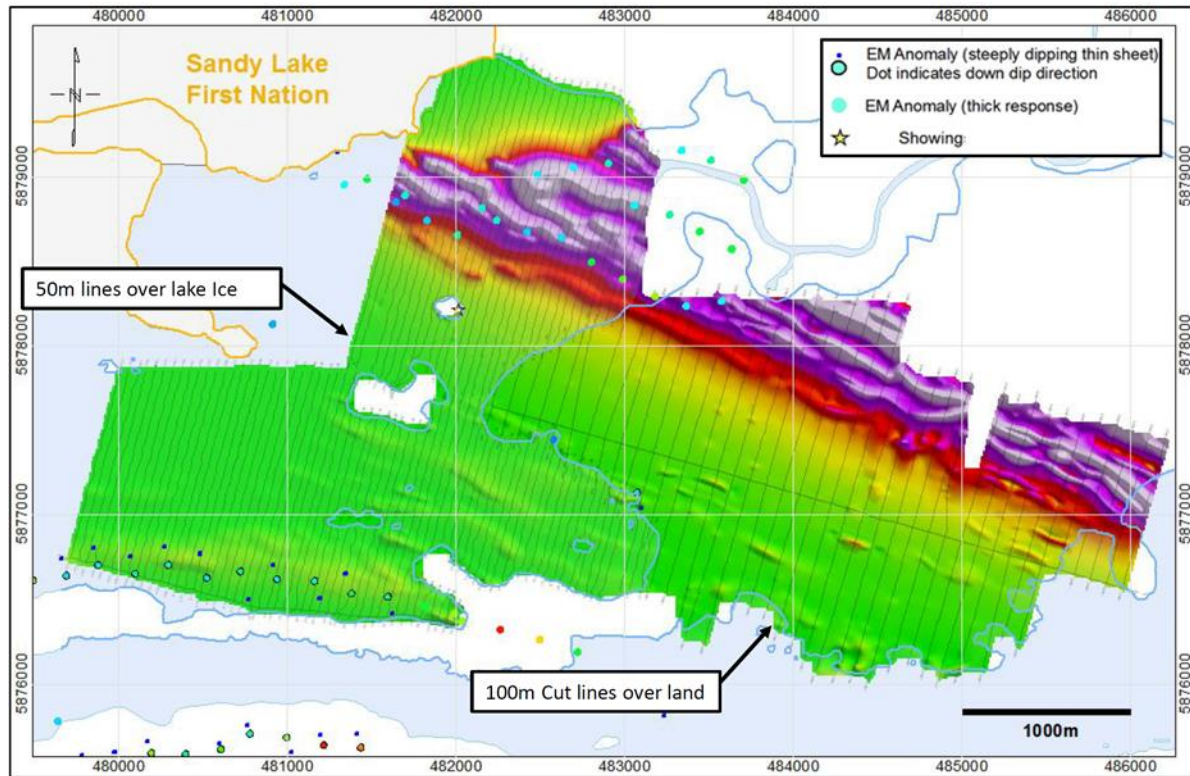 480000 481000 482000 483000 484000 485000 486000
Sandy Lake
First Nation
N
EM Anomaly (steeply dipping thin sheet)
Dot indicates down dip direction
EM Anomaly (thick response)
Showing
5879000
5879000
50m lines over lake Ice
5878000
5878000
5877000
5877000
5876000
5876000
100m Cut lines over land
1000m
480000 481000 482000 483000 484000 485000 486000